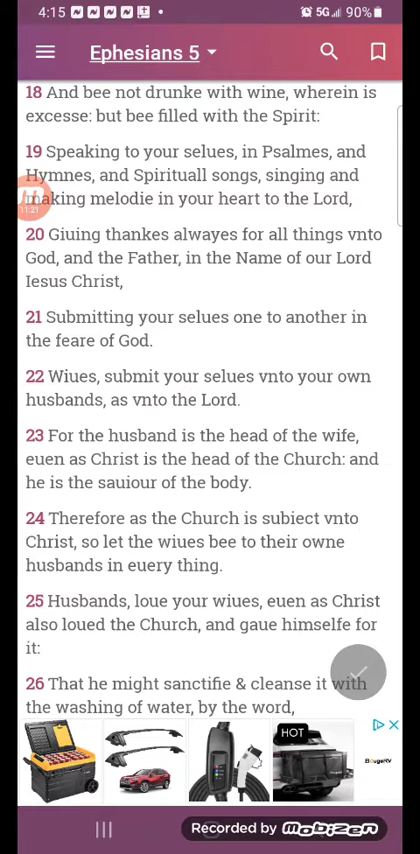 4:15 5G 90%
Ephesians 5
18 And bee not drunke with wine, wherein is
excesse: but bee filled with the Spirit:
19 Speaking to your selues, in Psalmes, and
Hymnes, and Spirituall songs, singing and
making melodie in your heart to the Lord,
11:21
20 Giuing thankes alwayes for all things vnto
God, and the Father, in the Name of our Lord
Iesus Christ,
21 Submitting your selues one to another in
the feare of God.
22 Wiues, submit your selues vnto your own
husbands, as vnto the Lord.
23 For the husband is the head of the wife,
euen as Christ is the head of the Church: and
he is the sauiour of the body.
24 Therefore as the Church is subiect vnto
Christ, so let the wiues bee to their owne
husbands in euery thing.
25 Husbands, loue your wiues, euen as Christ
also loued the Church, and gaue himselfe for
it:
26 That he might sanctifie & cleanse it with
the washing of water, by the word,
HOT
BougeRV
Recorded by mobizen